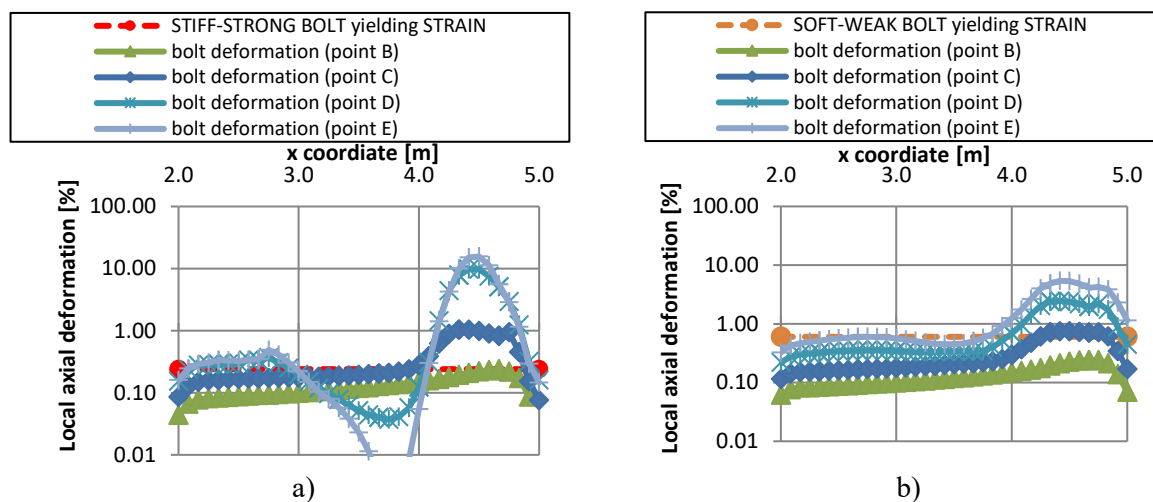 STIFF-STRONG BOLT yielding STRAIN
bolt deformation (point B)
bolt deformation (point C)
bolt deformation (point D)
bolt deformation (point E)
x coordiate [m]
2.0 3.0 4.0 5.0
Local axial deformation [%]
100.00
10.00
1.00
0.10
0.01
a)
SOFT-WEAK BOLT yielding STRAIN
bolt deformation (point B)
bolt deformation (point C)
bolt deformation (point D)
bolt deformation (point E)
x coordiate [m]
2.0 3.0 4.0 5.0
Local axial deformation [%]
100.00
10.00
1.00
0.10
0.01
b)